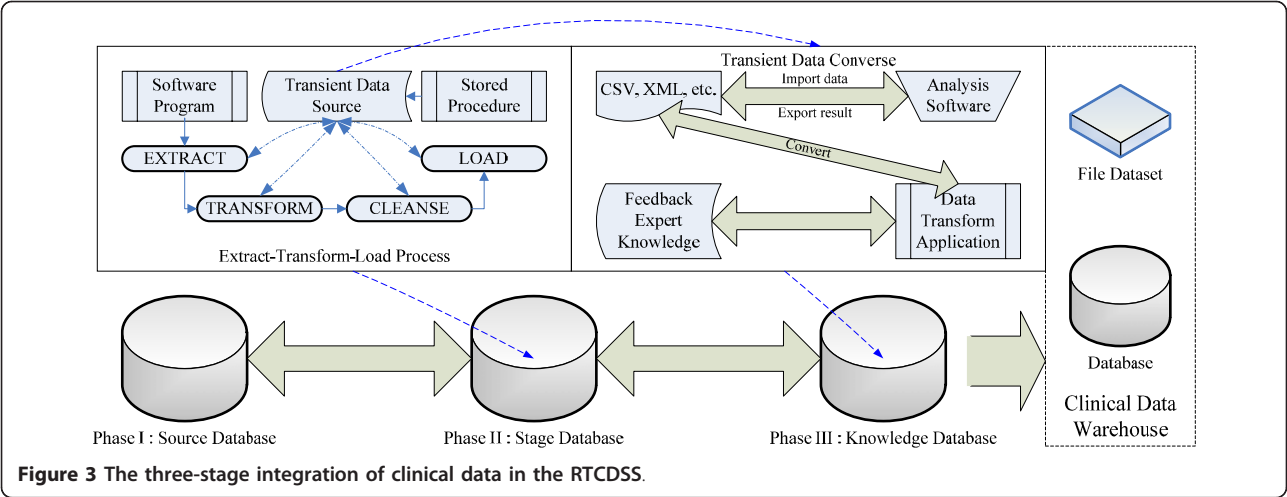 Software
Program
Transient Data
Source
Stored
Procedure
EXTRACT
LOAD
TRANSFORM
CLEANSE
Extract-Transform-Load Process
Transient Data Converse
CSV, XML, etc.
Import data
Export result
Analysis
Software
Convert
Feedback
Expert
Knowledge
Data
Transform
Application
File Dataset
Database
Clinical Data
Warehouse
Phase I : Source Database
Phase II : Stage Database
Phase III : Knowledge Database
Figure 3 The three-stage integration of clinical data in the RTCDSS.